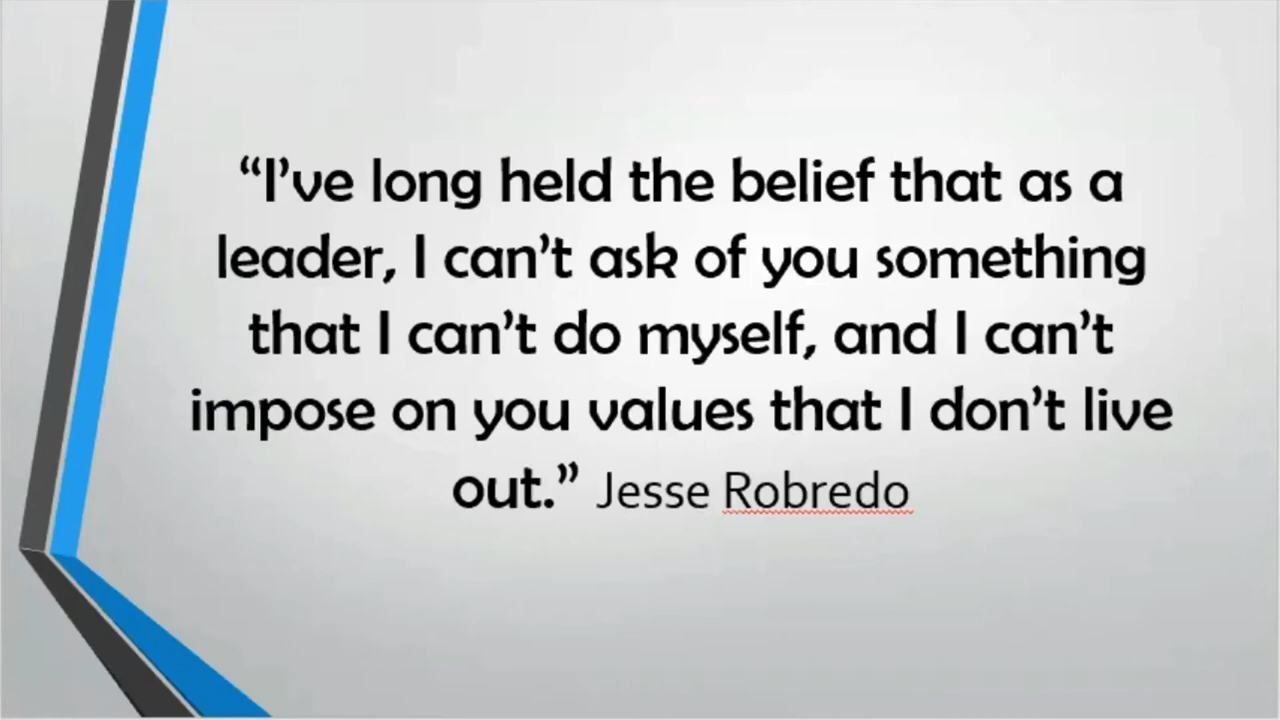 “I’ve long held the belief that as a
leader, I can’t ask of you something
that I can’t do myself, and I can’t
impose on you values that I don’t live
out.” Jesse Robredo